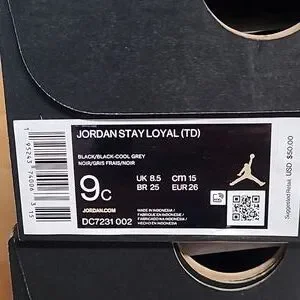 JORDAN STAY LOYAL (TD)
BLACK/BLACK-COOL GREY
NOIR/GRIS FRAIS/NOIR
9C
UK 8.5
cm 15
BR 25
EUR 26
JORDAN.COM
DC7231 002
MADE IN INDONESIA /
FABRIQUÉ EN INDONÉSIE /
FABRICADO EN INDONESIA /
HECHO EN INDONESIA
Suggested Retail
USD $50.00